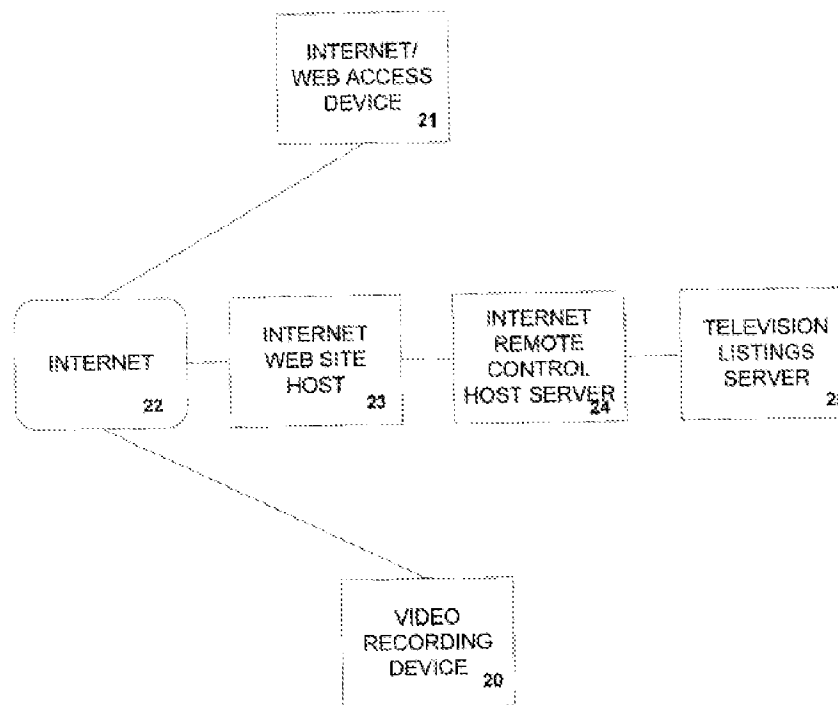 INTERNET/
WEB ACCESS
DEVICE
21
INTERNET
22
INTERNET
WEB SITE
HOST
23
INTERNET
REMOTE
CONTROL
HOST SERVER
24
TELEVISION
LISTINGS
SERVER
VIDEO
RECORDING
DEVICE
20